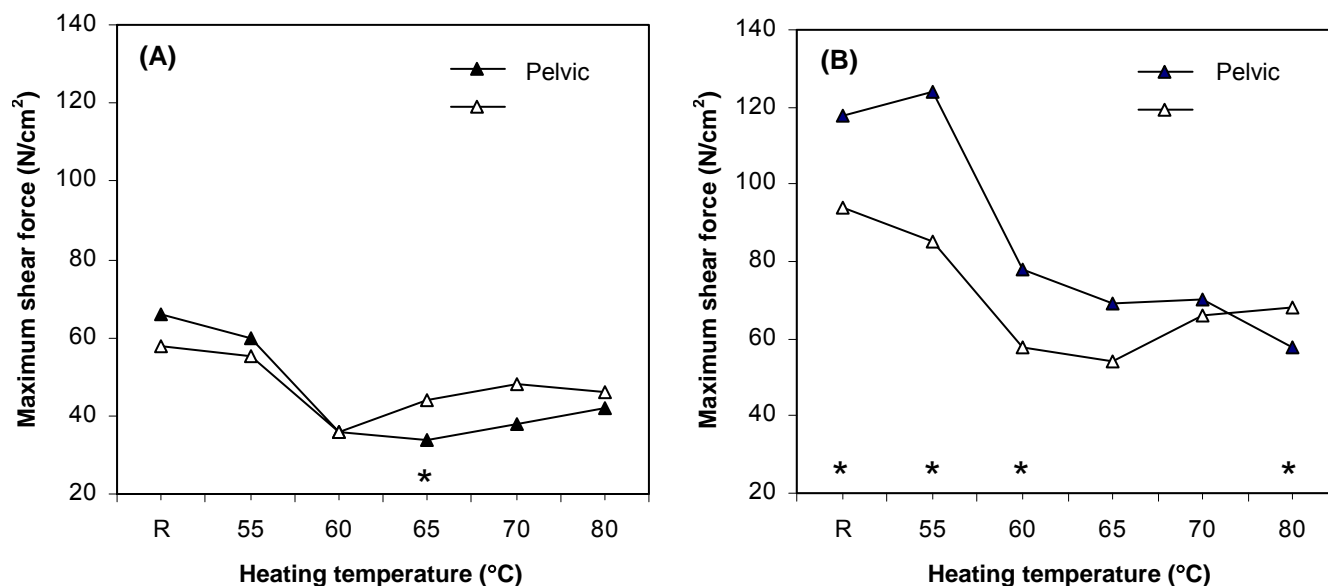 (A)
Pelvic
Maximum shear force (N/cm²)
140
120
100
80
60
40
20
*
R 55 60 65 70 80
Heating temperature (°C)
(B)
Pelvic
Maximum shear force (N/cm²)
140
120
100
80
60
40
20
* * * *
R 55 60 65 70 80
Heating temperature (°C)